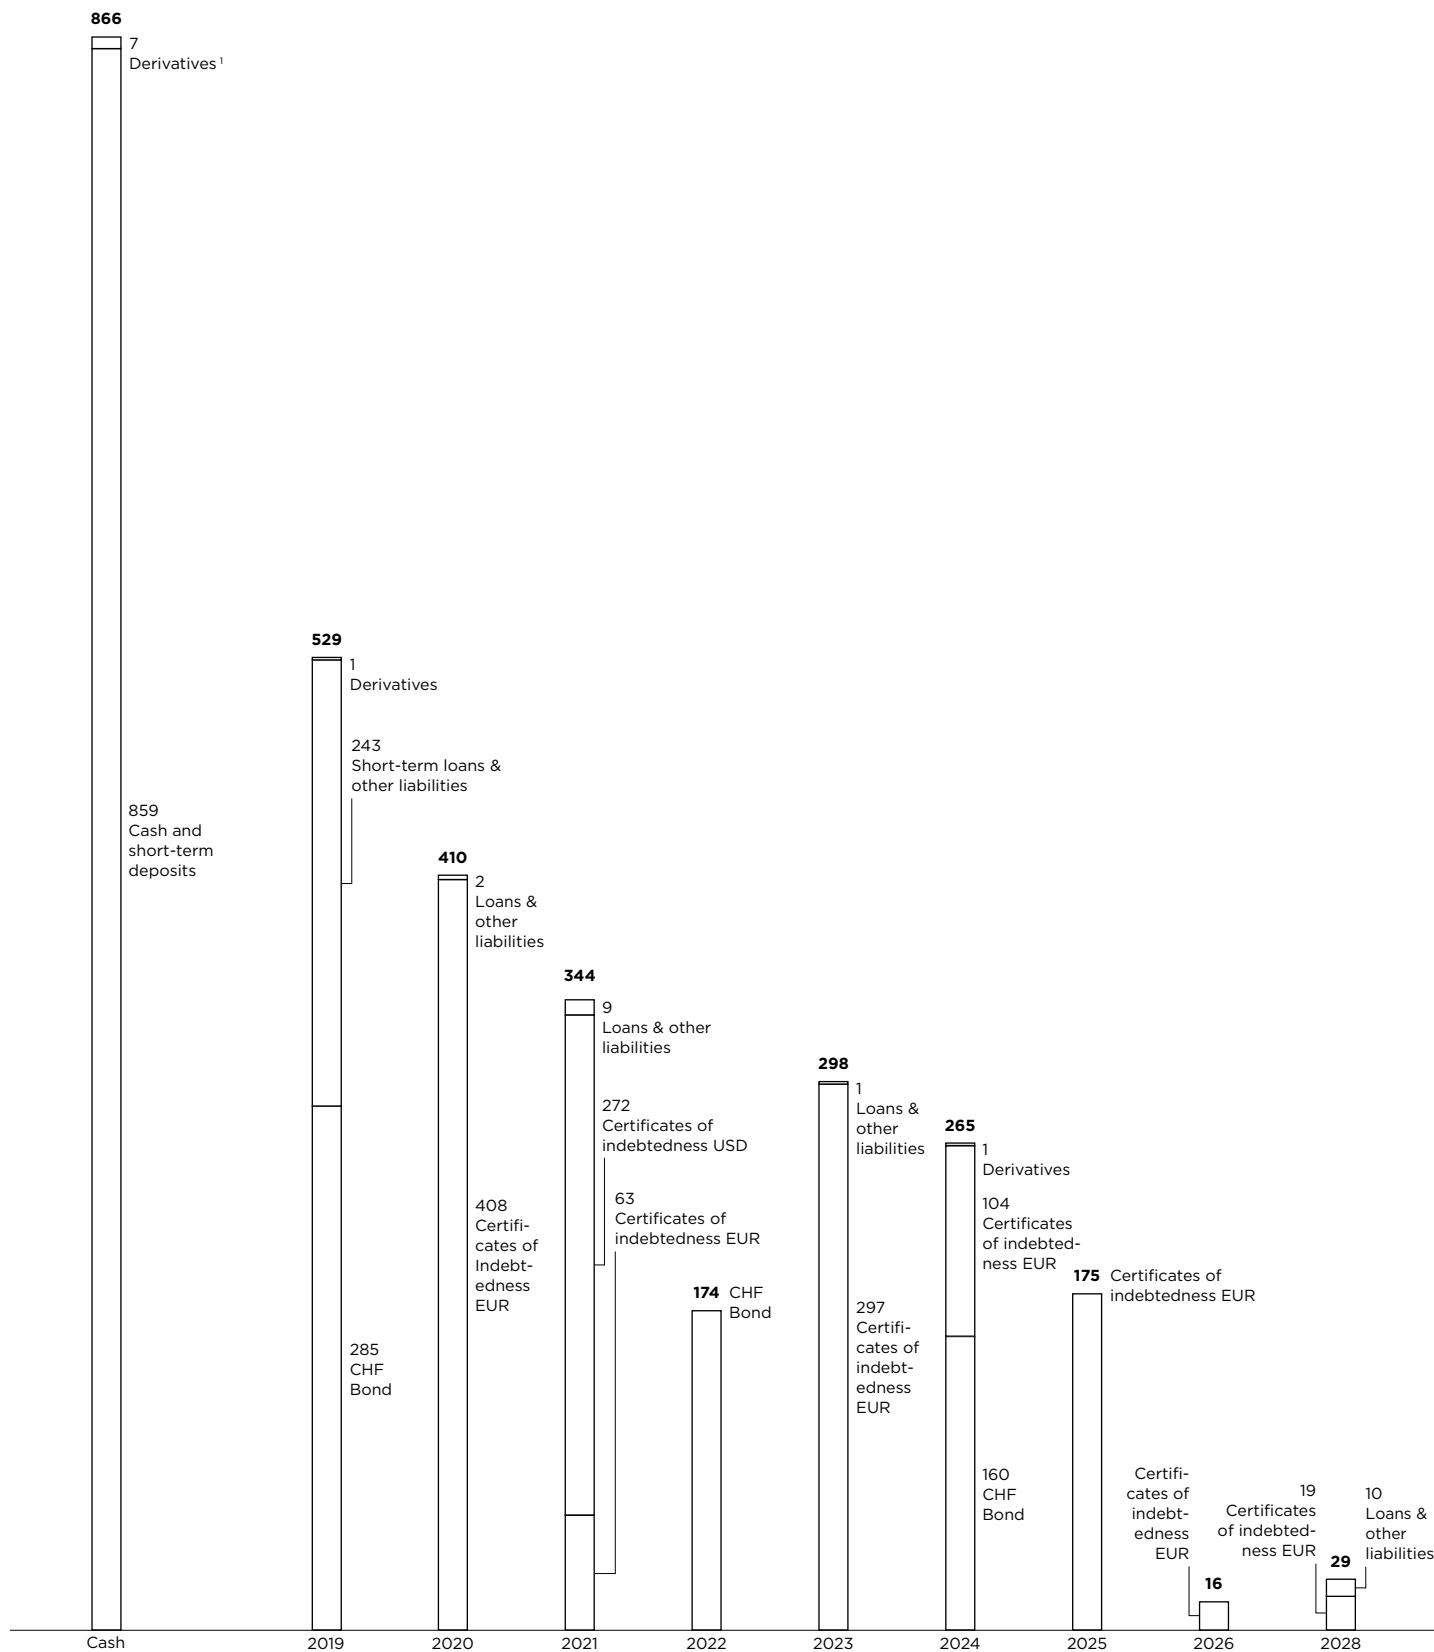 866
7
Derivatives ¹
859
Cash and
short-term
deposits
529
1
Derivatives
243
Short-term loans &
other liabilities
285
CHF
Bond
410
2
Loans &
other
liabilities
408
Certifi-
cates of
Indebt-
edness
EUR
344
9
Loans & other
liabilities
272
Certificates of
indebtedness USD
63
Certificates of
indebtedness EUR
174 CHF
Bond
298
1
Loans &
other
liabilities
297
Certifi-
cates of
indebt-
edness
EUR
265
1
Derivatives
104
Certificates
of indebted-
ness EUR
160
CHF
Bond
175 Certificates of
indebtedness EUR
Certifi-
cates of
indebt-
edness
EUR
16
19
Certificates
of indebted-
ness EUR
10
Loans &
other
liabilities
29
Cash 2019 2020 2021 2022 2023 2024 2025 2026 2028